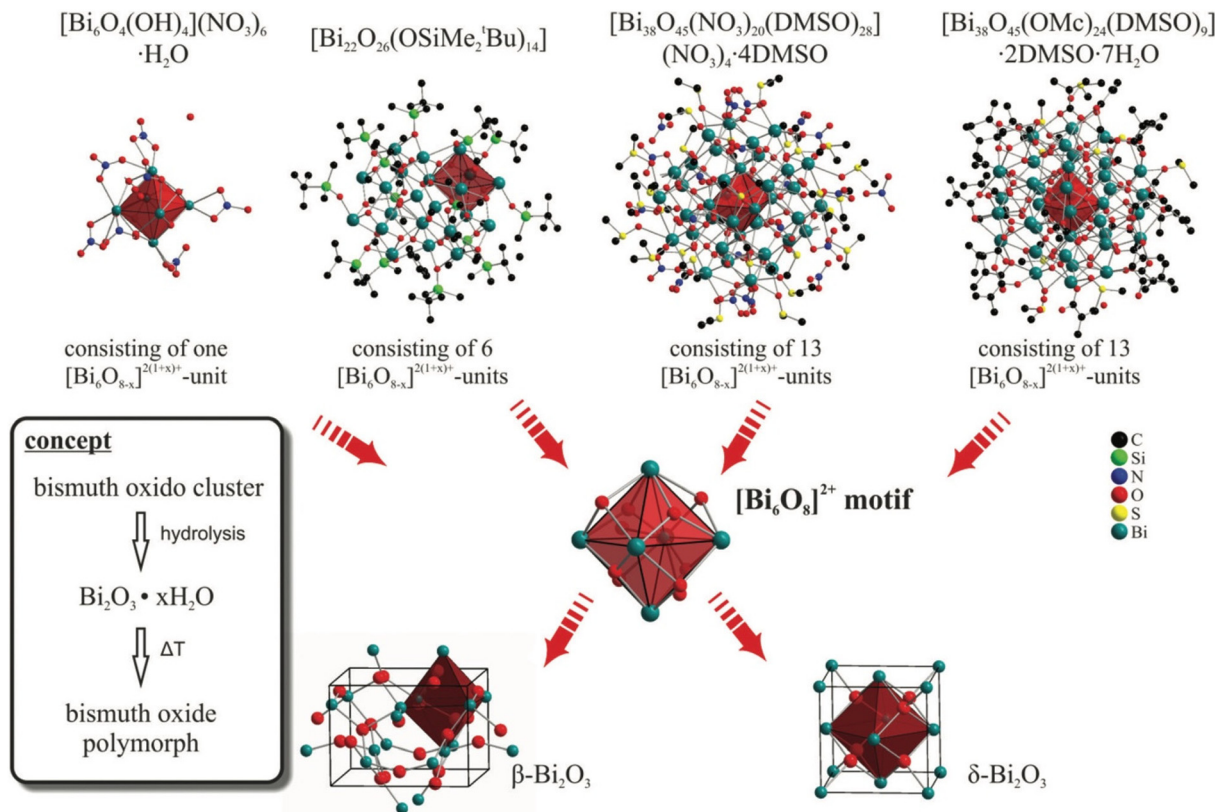 [Bi₆O₄(OH)₄](NO₃)₆
·H₂O
[Bi₂₂O₂₆(OSiMe₂ᵗBu)₁₄]
[Bi₃₈O₄₅(NO₃)₂₀(DMSO)₂₈]
(NO₃)₄·4DMSO
[Bi₃₈O₄₅(OMc)₂₄(DMSO)₉]
·2DMSO·7H₂O
consisting of one
[Bi₆O₈₋ₓ]²⁽¹⁺ˣ⁾⁺-unit
consisting of 6
[Bi₆O₈₋ₓ]²⁽¹⁺ˣ⁾⁺-units
consisting of 13
[Bi₆O₈₋ₓ]²⁽¹⁺ˣ⁾⁺-units
consisting of 13
[Bi₆O₈₋ₓ]²⁽¹⁺ˣ⁾⁺-units
concept
bismuth oxido cluster
hydrolysis
Bi₂O₃ • xH₂O
ΔT
bismuth oxide
polymorph
[Bi₆O₈]²⁺ motif
C
Si
N
O
S
Bi
β-Bi₂O₃
δ-Bi₂O₃